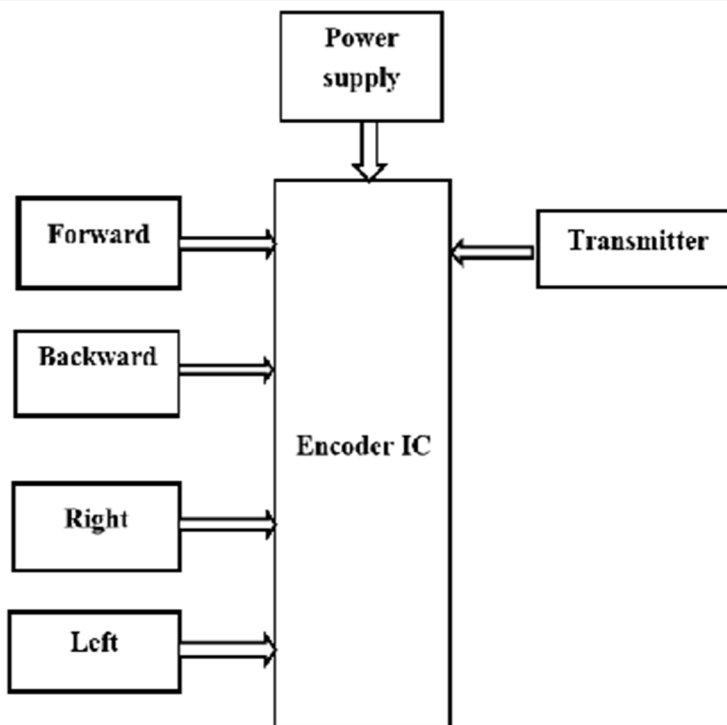 Power
supply
Forward
Transmitter
Backward
Encoder IC
Right
Left